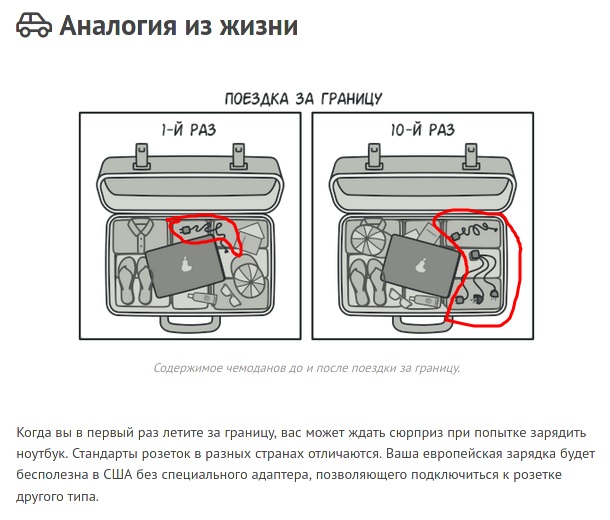 Аналогия из жизни
ПОЕЗДКА ЗА ГРАНИЦУ
1-Й РАЗ
10-Й РАЗ
Содержимое чемоданов до и после поездки за границу.
Когда вы в первый раз летите за границу, вас может ждать сюрприз при попытке зарядить
ноутбук. Стандарты розеток в разных странах отличаются. Ваша европейская зарядка будет
бесполезна в США без специального адаптера, позволяющего подключиться к розетке
другого типа.